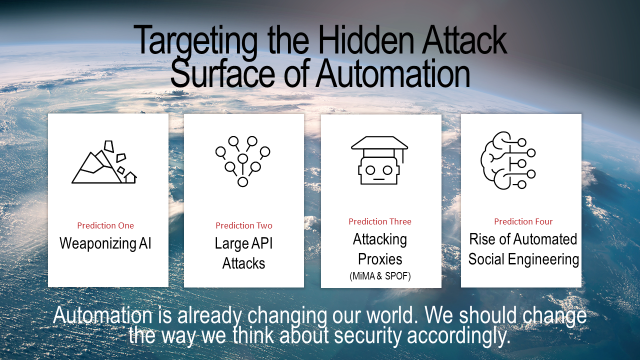 Targeting the Hidden Attack
Surface of Automation
Prediction One
Weaponizing AI
Prediction Two
Large API
Attacks
Prediction Three
Attacking
Proxies
(MiMA & SPOF)
Prediction Four
Rise of Automated
Social Engineering
Automation is already changing our world. We should change
the way we think about security accordingly.